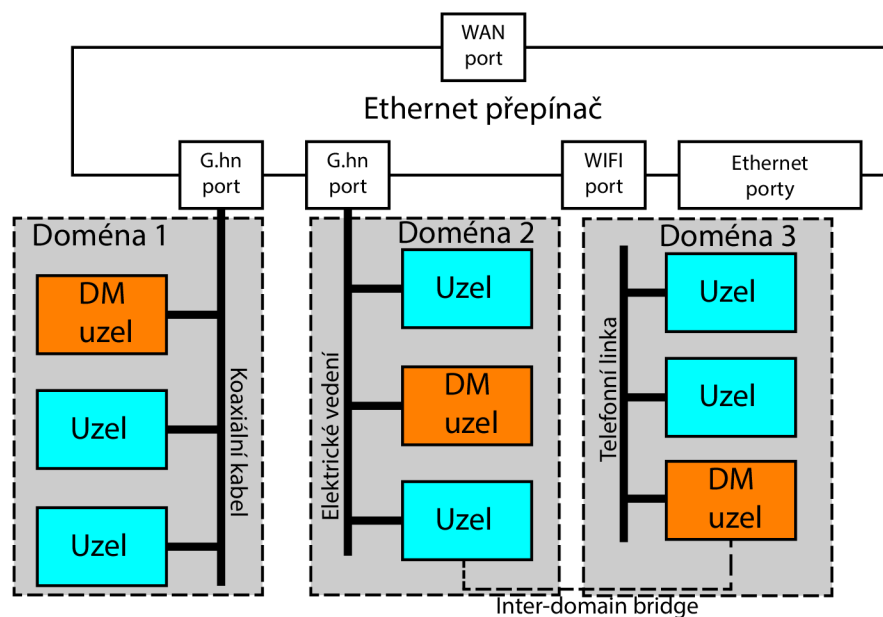 WAN
port
Ethernet přepínač
G.hn
port
G.hn
port
WIFI
port
Ethernet
porty
Doména 1
DM
uzel
Uzel
Uzel
Koaxiální kabel
Doména 2
Uzel
DM
uzel
Uzel
Elektrické vedení
Doména 3
Uzel
Uzel
DM
uzel
Telefonní linka
Inter-domain bridge